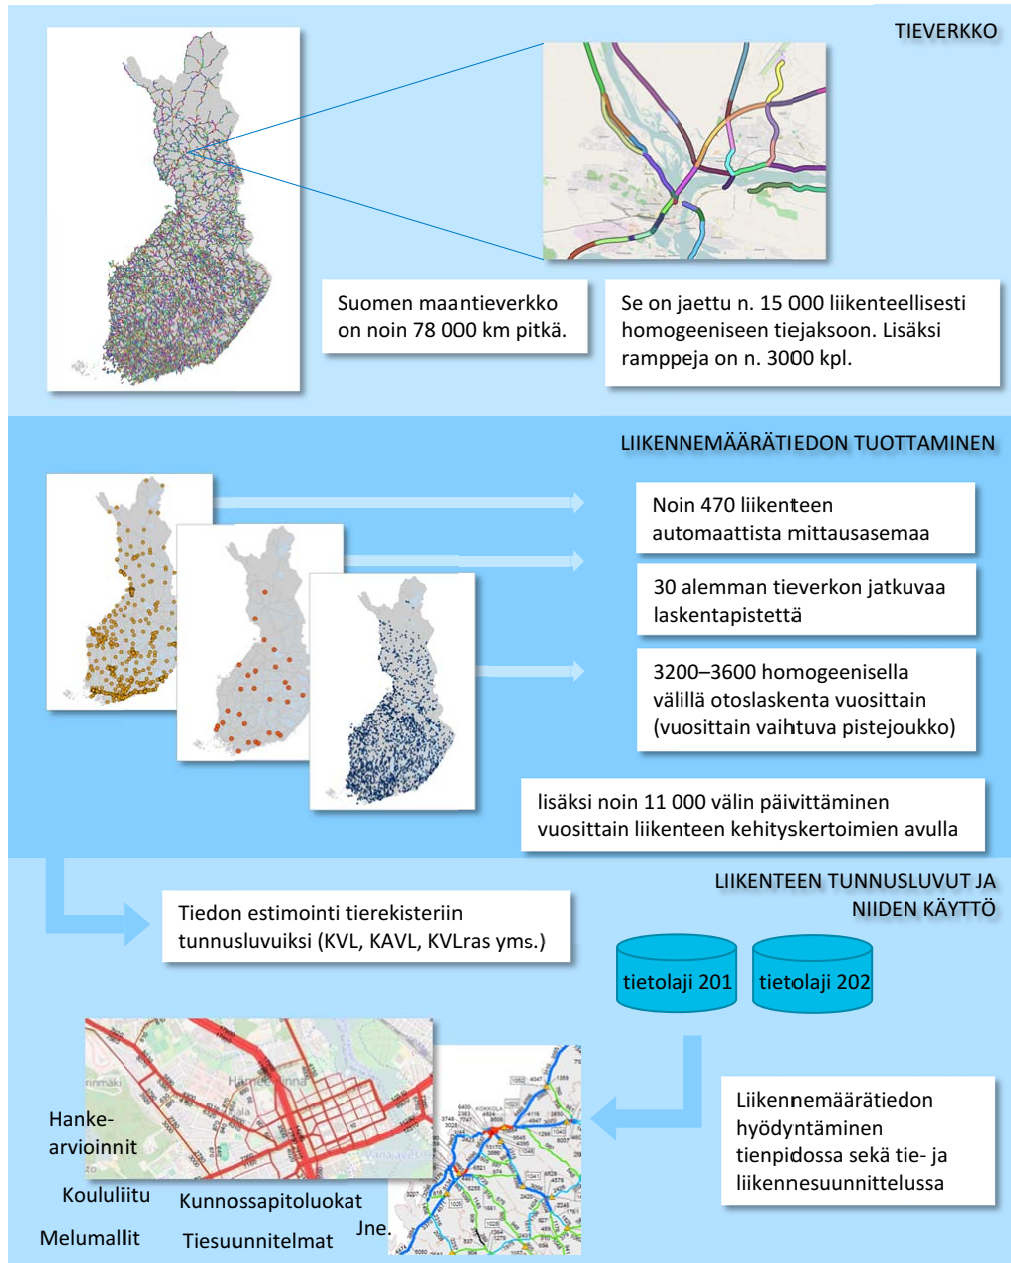 TIEVERKKO
Suomen maantieverkko
on noin 78 000 km pitkä.
Se on jaettu n. 15 000 liikenteellisesti
homogeeniseen tiejaksoon. Lisäksi
ramppeja on n. 3000 kpl.
LIIKENNEMÄÄRÄTIEDON TUOTTAMINEN
Noin 470 liikenteen
automaattista mittausasemaa
30 alemman tieverkon jatkuvaa
laskentapistettä
3200–3600 homogeenisella
välillä otoslaskenta vuosittain
(vuosittain vaihtuva pistejoukko)
lisäksi noin 11 000 välin päivittäminen
vuosittain liikenteen kehityskertoimien avulla
LIIKENTEEN TUNNUSLUVUT JA
NIIDEN KÄYTTÖ
Tiedon estimointi tierekisteriin
tunnusluvuiksi (KVL, KAVL, KVLras yms.)
tietolaji 201
tietolaji 202
KOKKOLA
Liikennemäärätiedon
hyödyntäminen
tienpidossa sekä tie- ja
liikennesuunnittelussa
Hanke-
arvioinnit
Koululiitu
Kunnossapitoluokat
Melumallit
Tiesuunnitelmat
Jne.